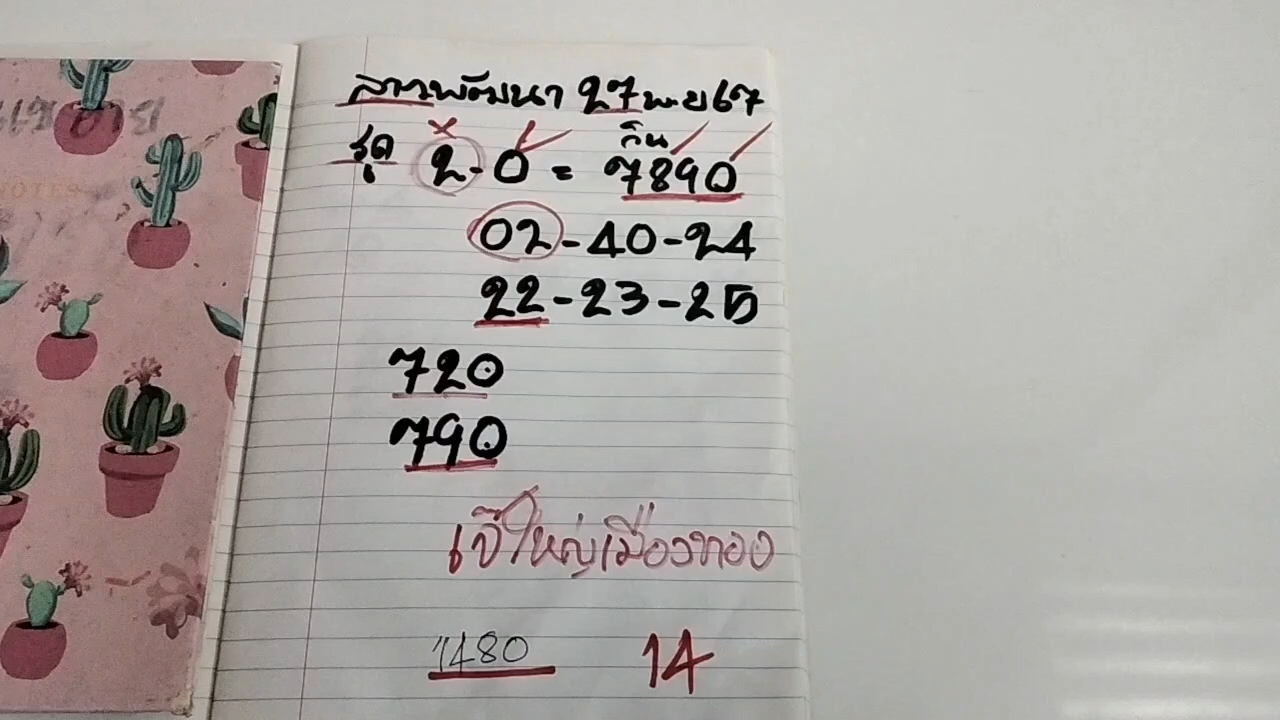 NOTES
ลาวพัฒนา 27 พ.ย 67
ชุด 2-0 = กิน 7890
02-40-24
22-23-25
720
790
เจ๊ใหญ่เมืองทอง
1480 14